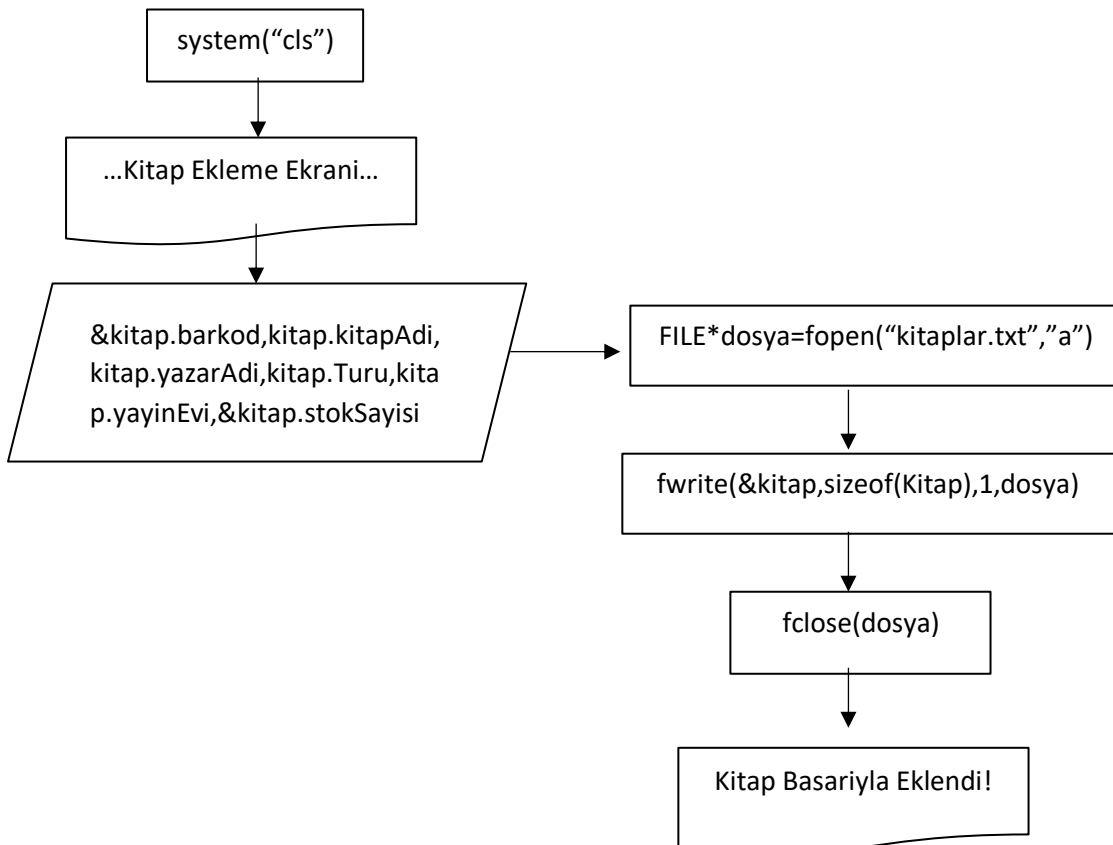 system(“cls”)
...Kitap Ekleme Ekrani...
&kitap.barkod,kitap.kitapAdi,
kitap.yazarAdi,kitap.Turu,kita
p.yayinEvi,&kitap.stokSayisi
FILE*dosya=fopen(“kitaplar.txt”,”a”)
fwrite(&kitap,sizeof(Kitap),1,dosya)
fclose(dosya)
Kitap Basariyla Eklendi!